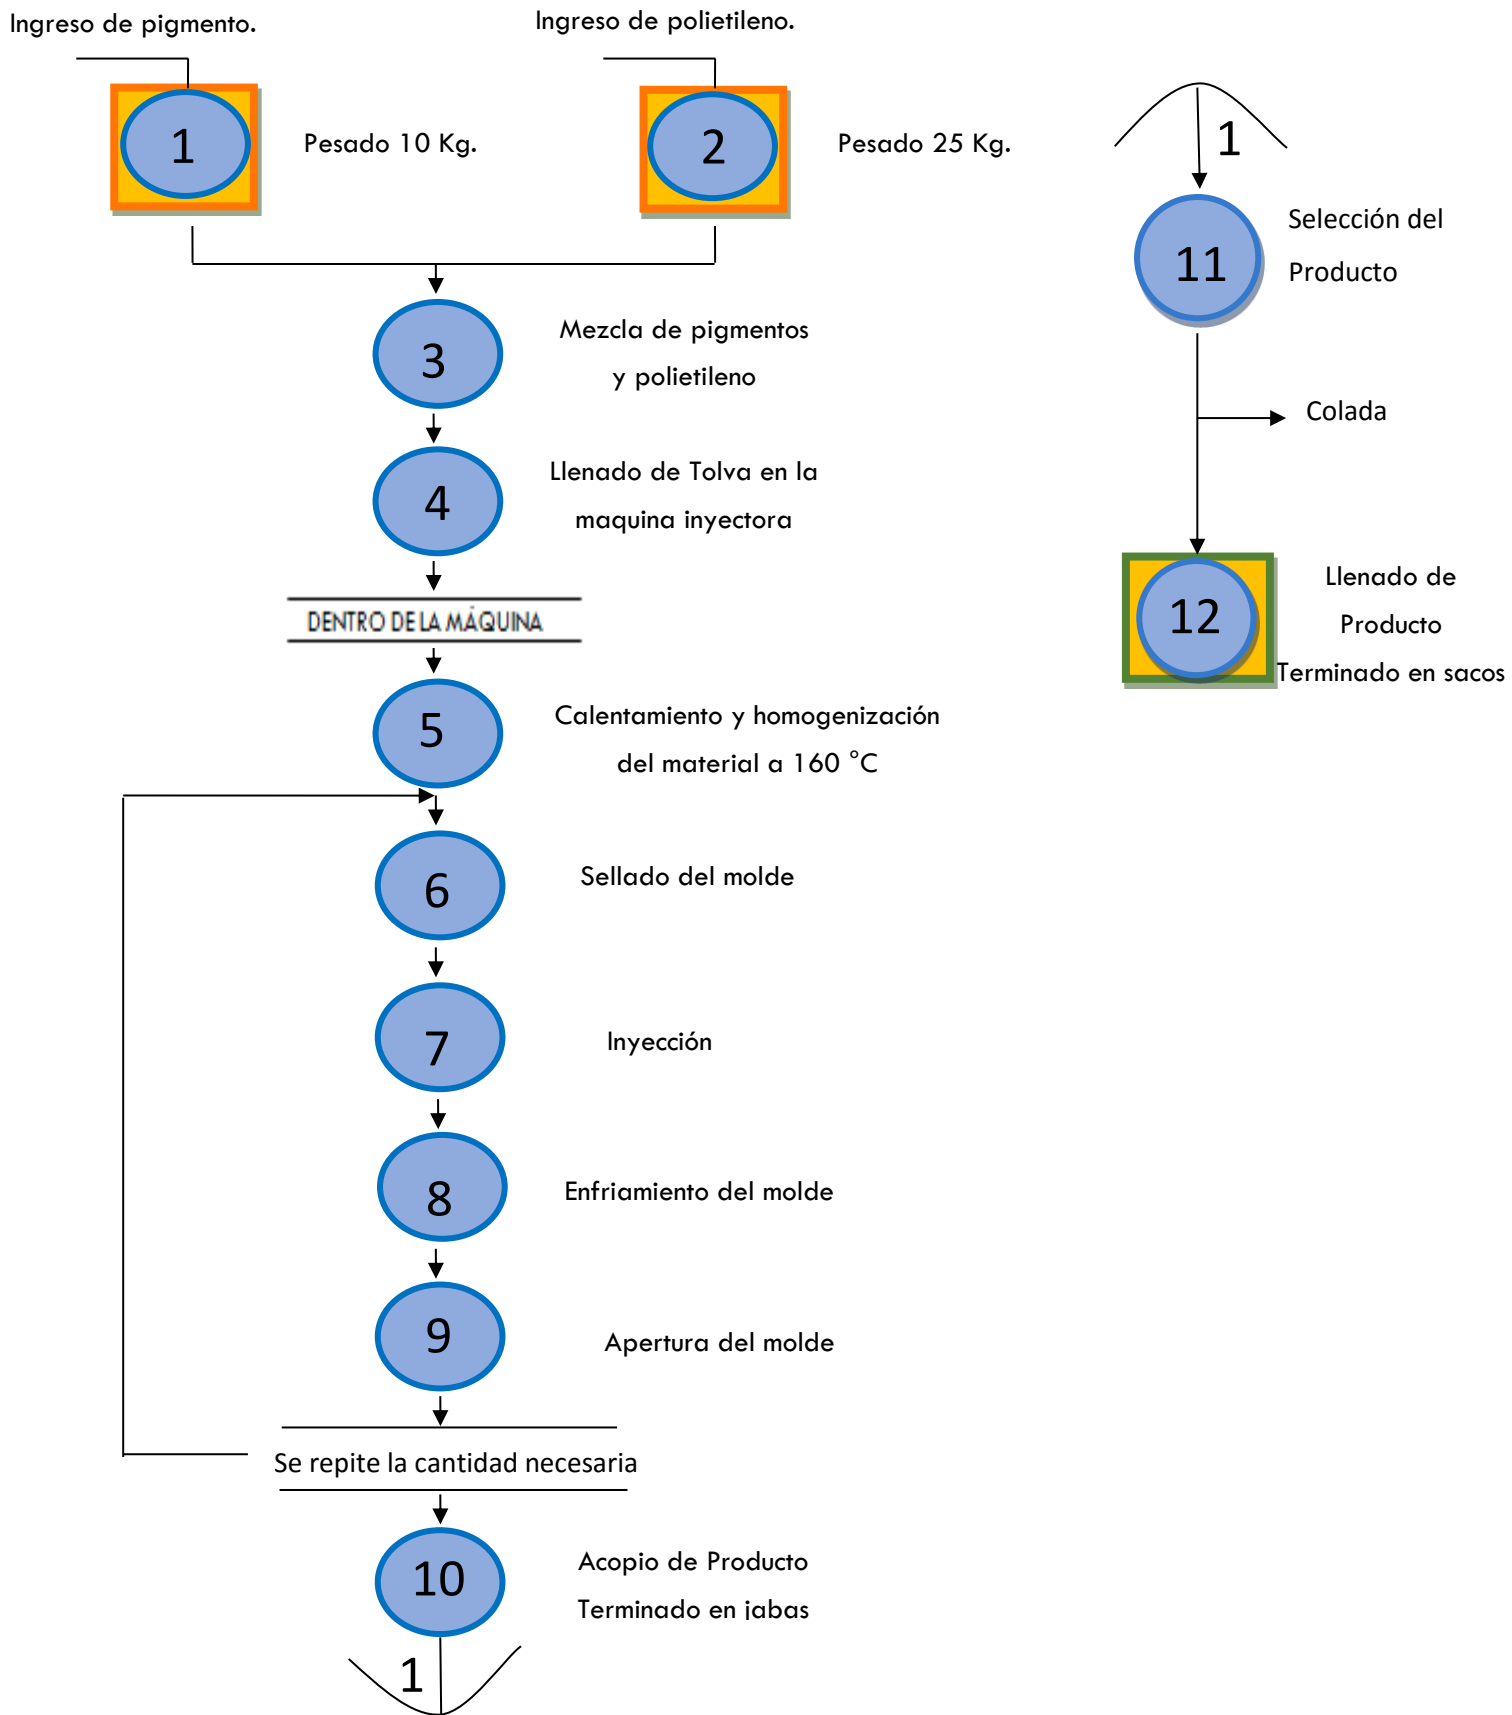 Ingreso de pigmento.
Ingreso de polietileno.
1
Pesado 10 Kg.
2
Pesado 25 Kg.
3
Mezcla de pigmentos
y polietileno
4
Llenado de Tolva en la
maquina inyectora
DENTRO DE LA MÁQUINA
5
Calentamiento y homogenización
del material a 160 °C
6
Sellado del molde
7
Inyección
8
Enfriamiento del molde
9
Apertura del molde
Se repite la cantidad necesaria
10
Acopio de Producto
Terminado en jabas
1
1
11
Selección del
Producto
Colada
12
Llenado de
Producto
Terminado en sacos